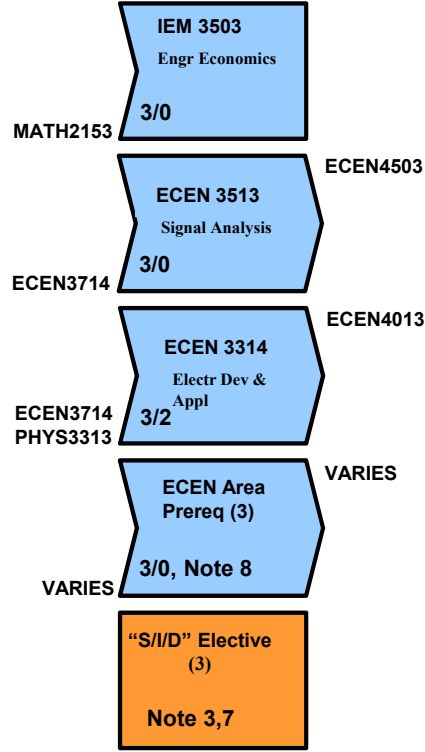 IEM 3503
Engr Economics
3/0
MATH2153
ECEN4503
ECEN 3513
Signal Analysis
3/0
ECEN3714
ECEN4013
ECEN 3314
Electr Dev &
Appl
3/2
ECEN3714
PHYS3313
VARIES
ECEN Area
Prereq (3)
3/0, Note 8
VARIES
“S/I/D” Elective
(3)
Note 3,7